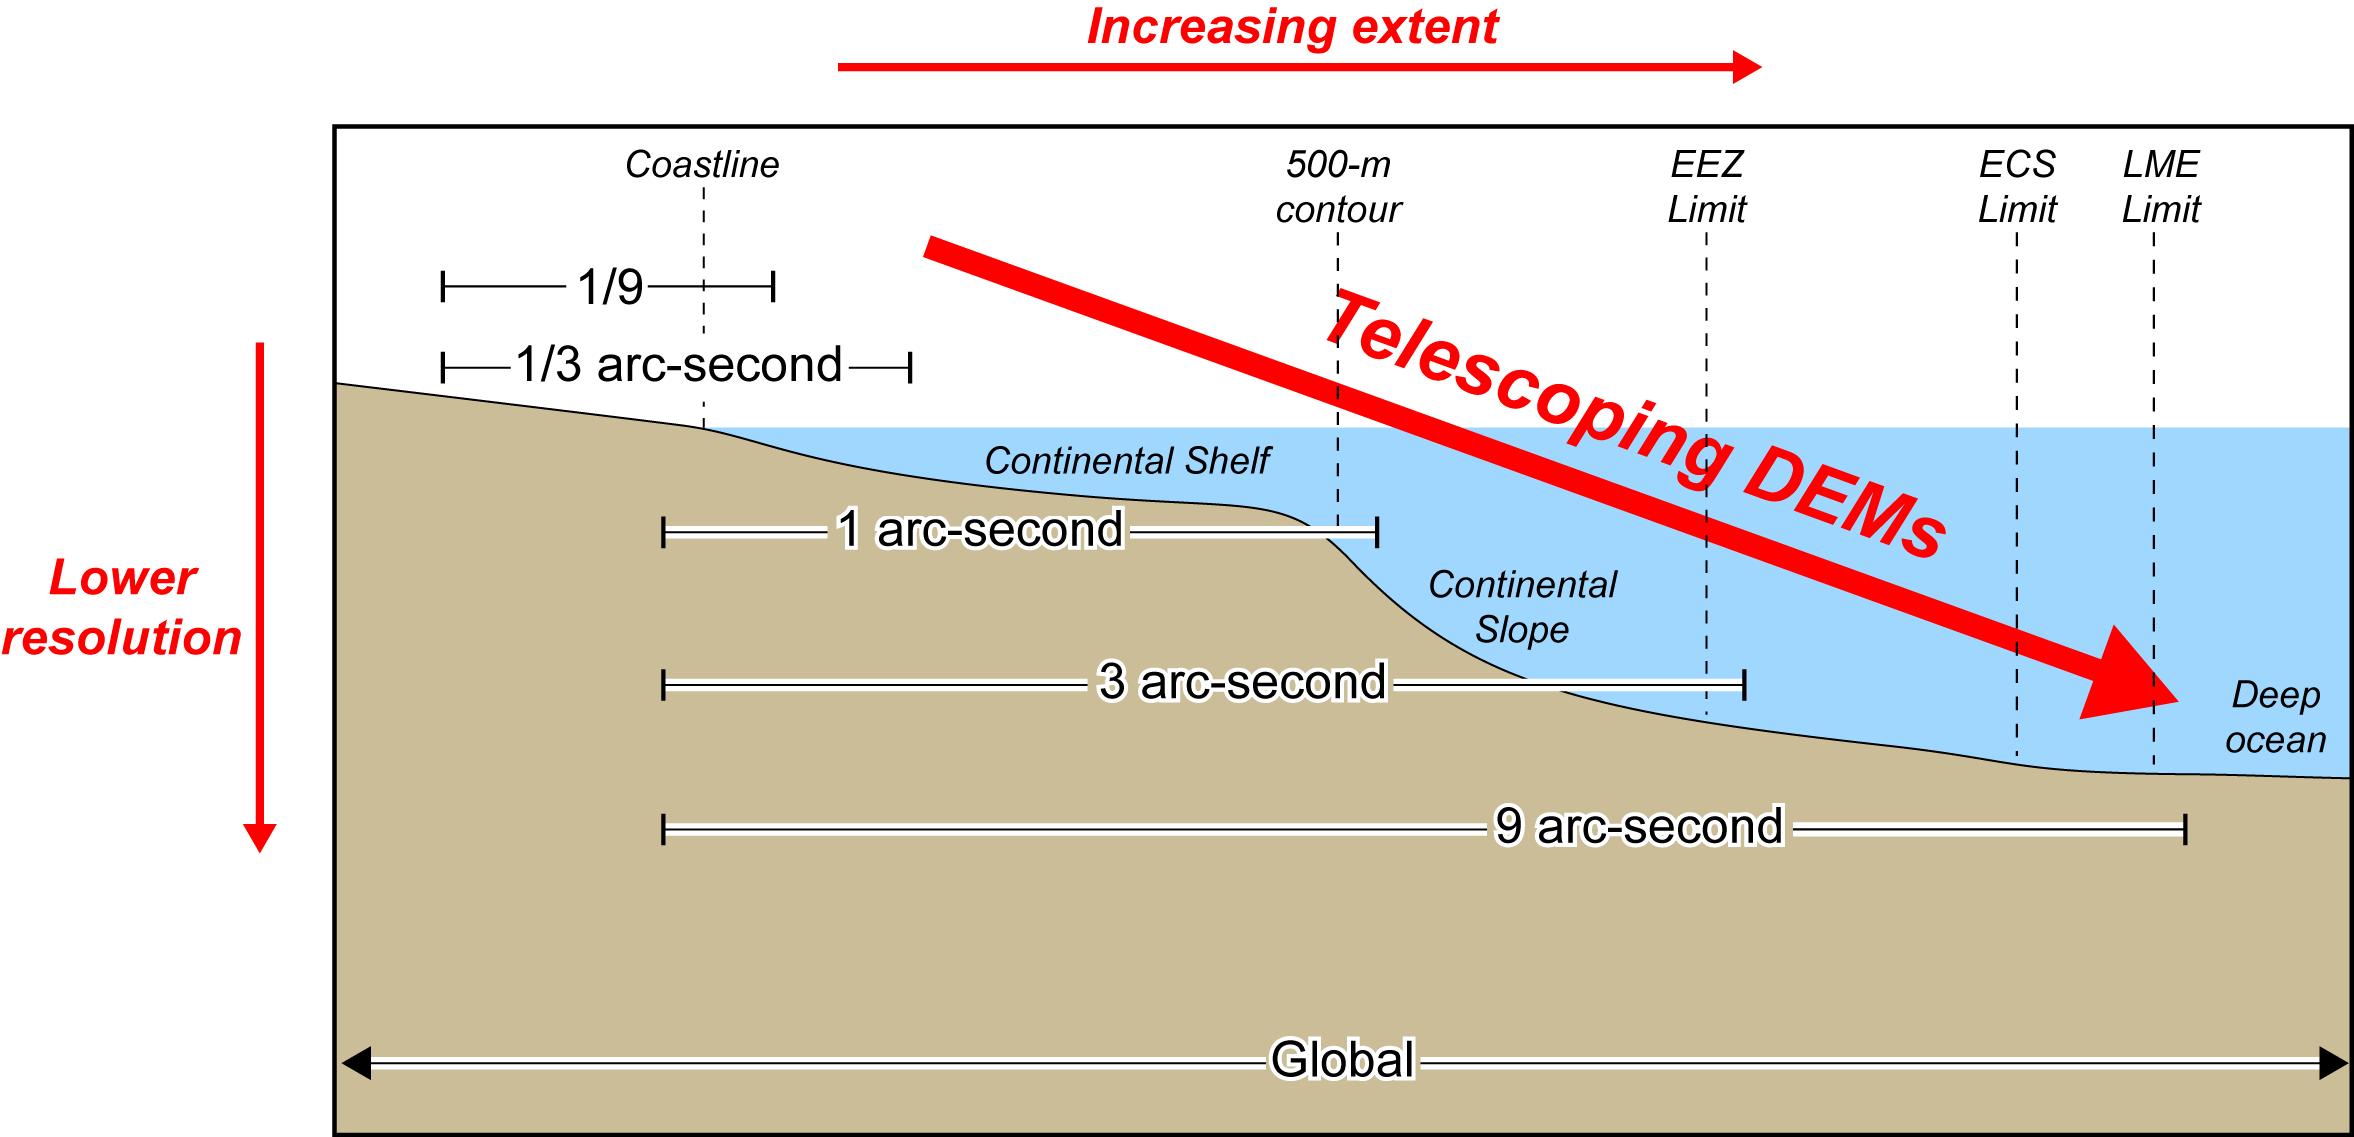 Increasing extent
Coastline
500-m
contour
EEZ
Limit
ECS
Limit
LME
Limit
1/9
1/3 arc-second
Telescoping DEMs
Continental Shelf
1 arc-second
Continental
Slope
Lower
resolution
3 arc-second
Deep
ocean
9 arc-second
Global